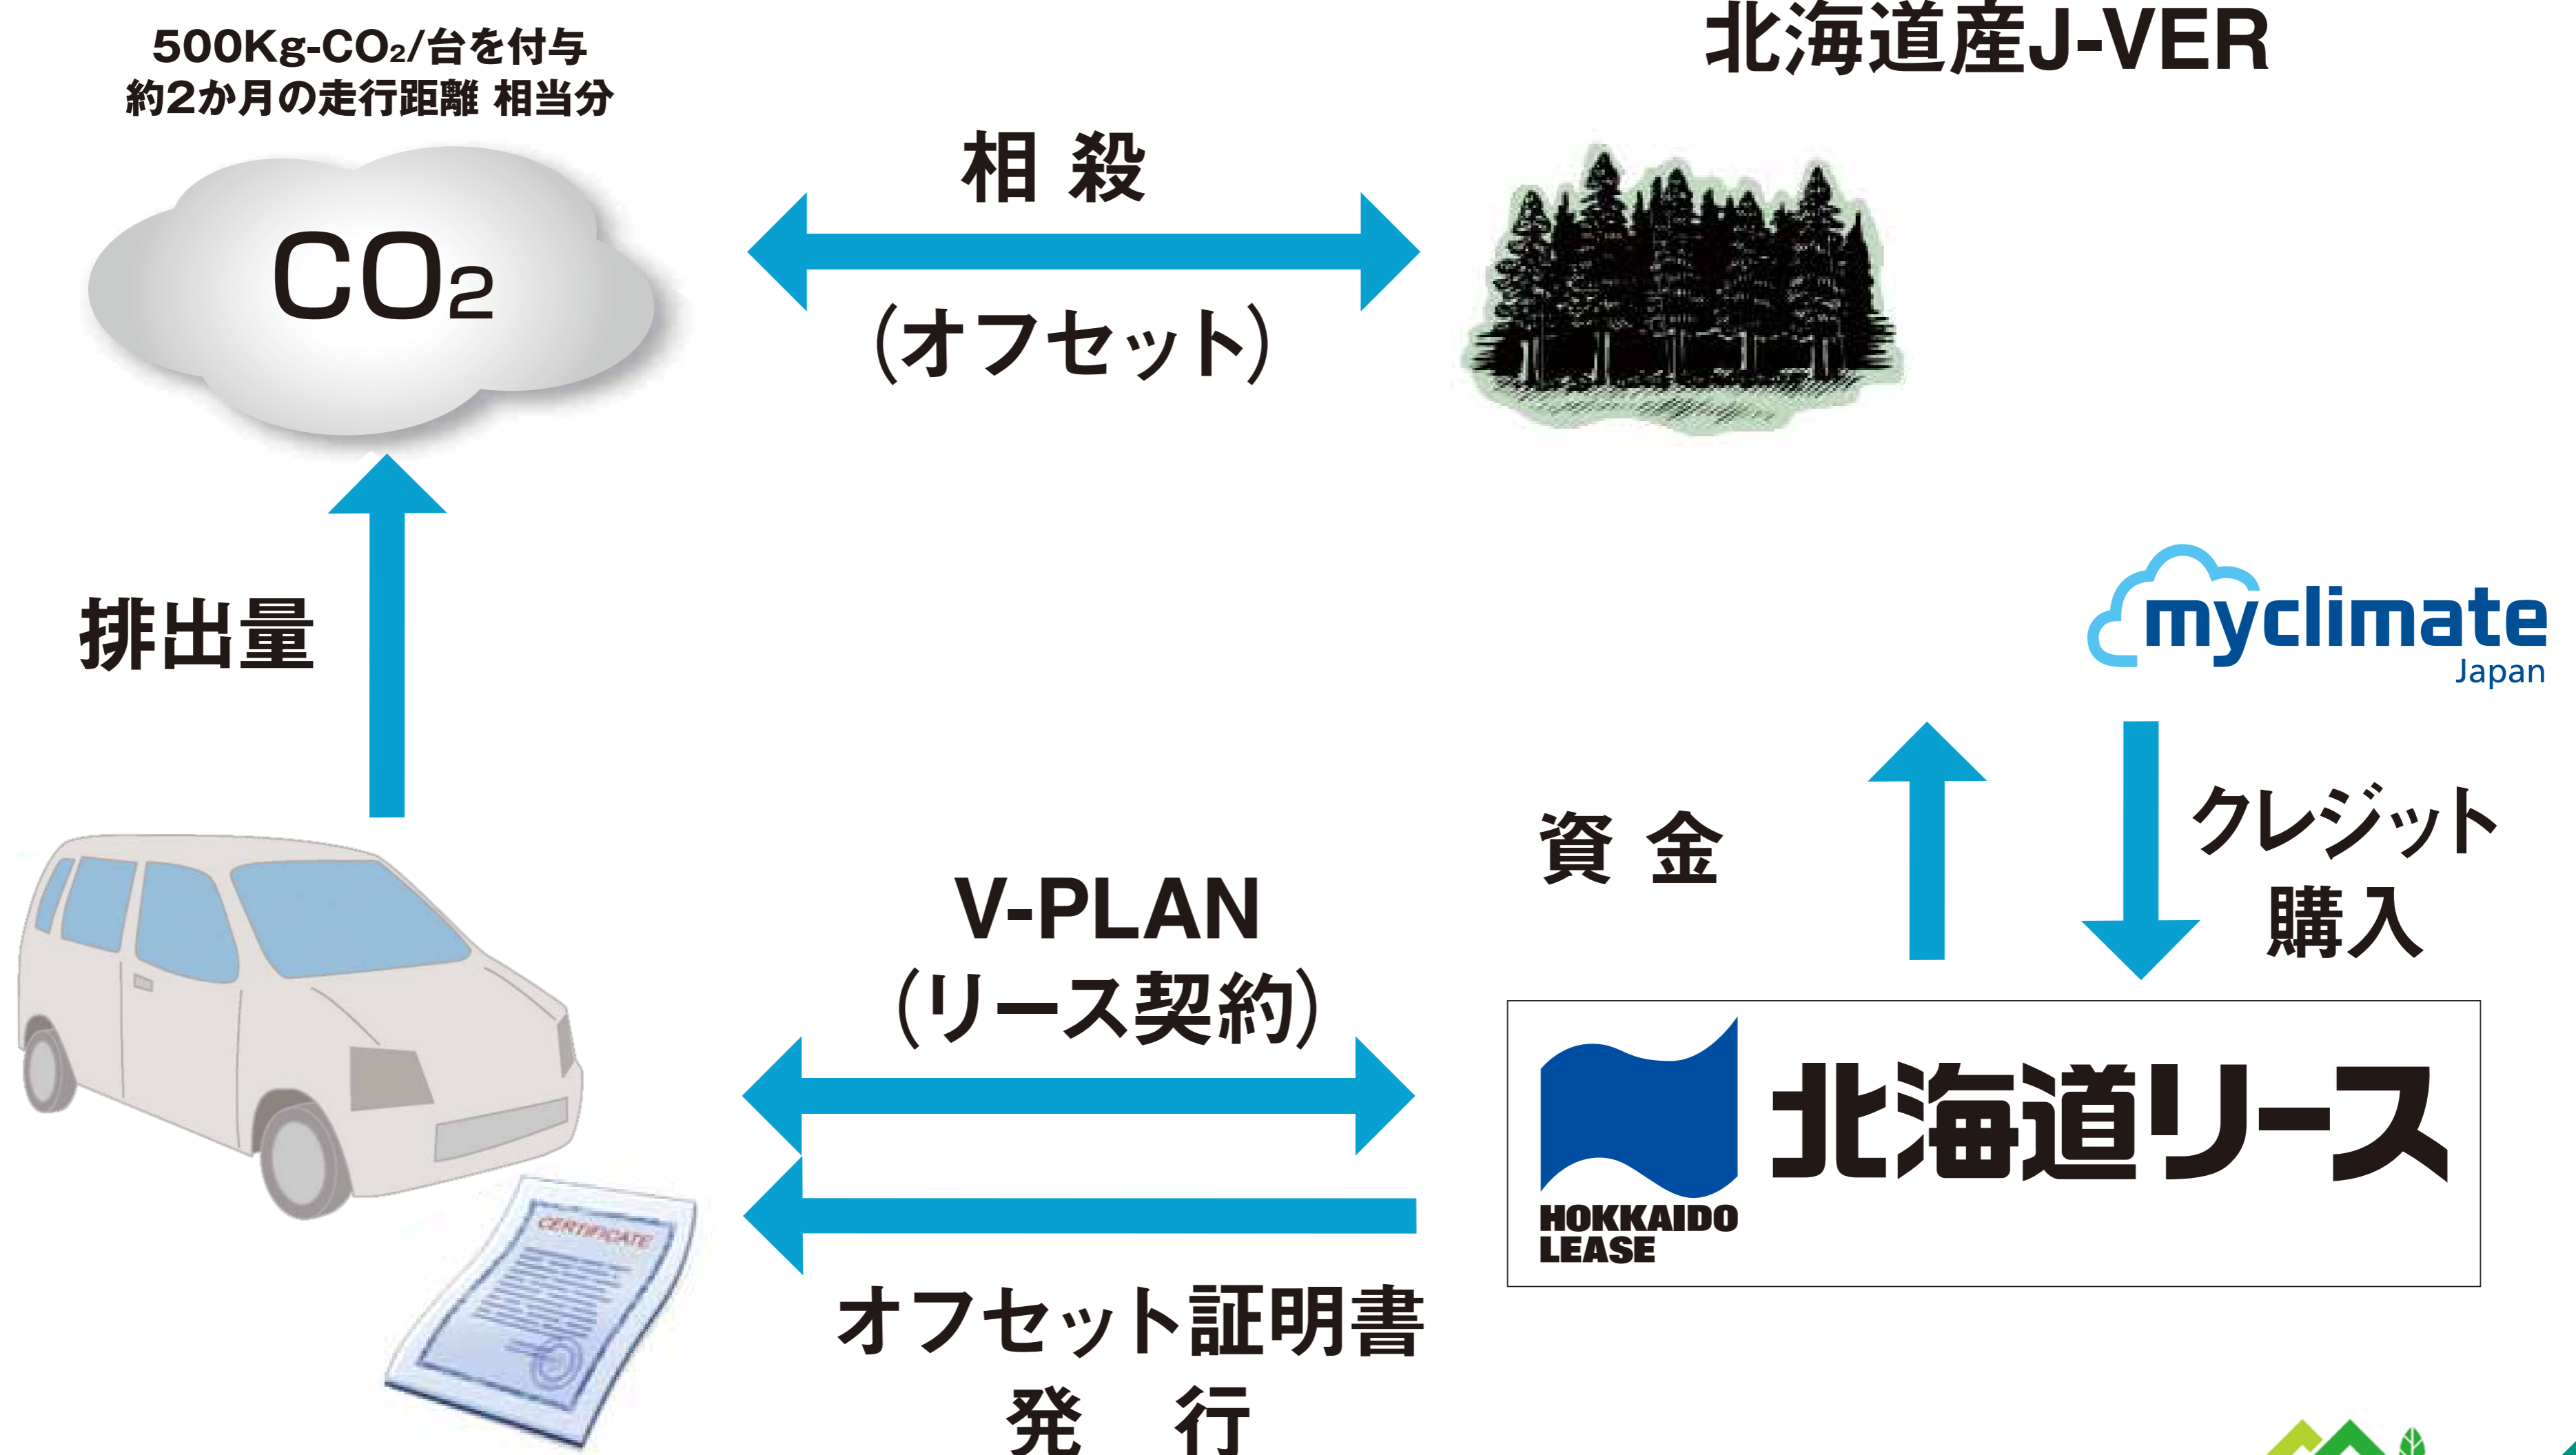 500Kg-CO₂/台を付与
約2か月の走行距離 相当分
北海道産J-VER
CO₂
相 殺
(オフセット)
排出量
myclimate
Japan
資 金
クレジット
購入
V-PLAN
(リース契約)
北海道リース
HOKKAIDO
LEASE
CERTIFICATE
オフセット証明書
発 行